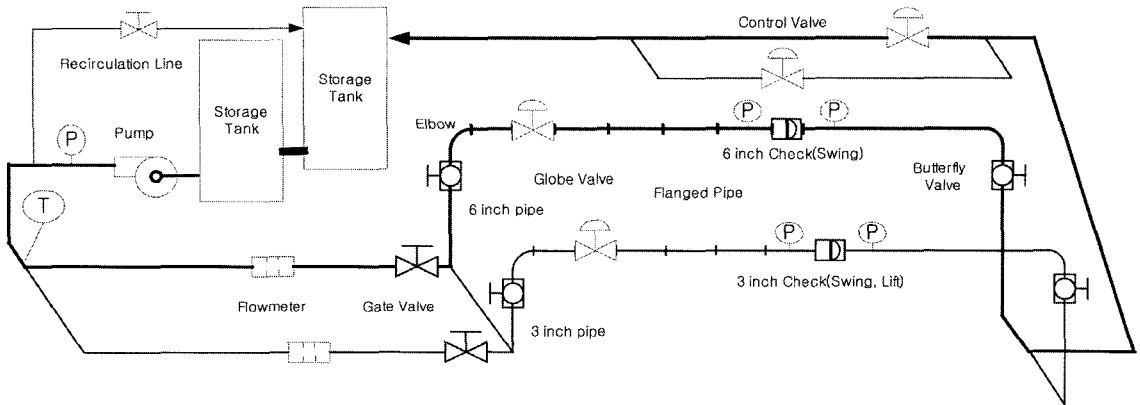 Control Valve
Recirculation Line
Storage
Tank
Storage
Tank
P
Pump
Elbow
P
P
6 inch Check(Swing)
Globe Valve
Flanged Pipe
Butterfly
Valve
T
6 inch pipe
P
P
3 inch Check(Swing, Lift)
Flowmeter
Gate Valve
3 inch pipe